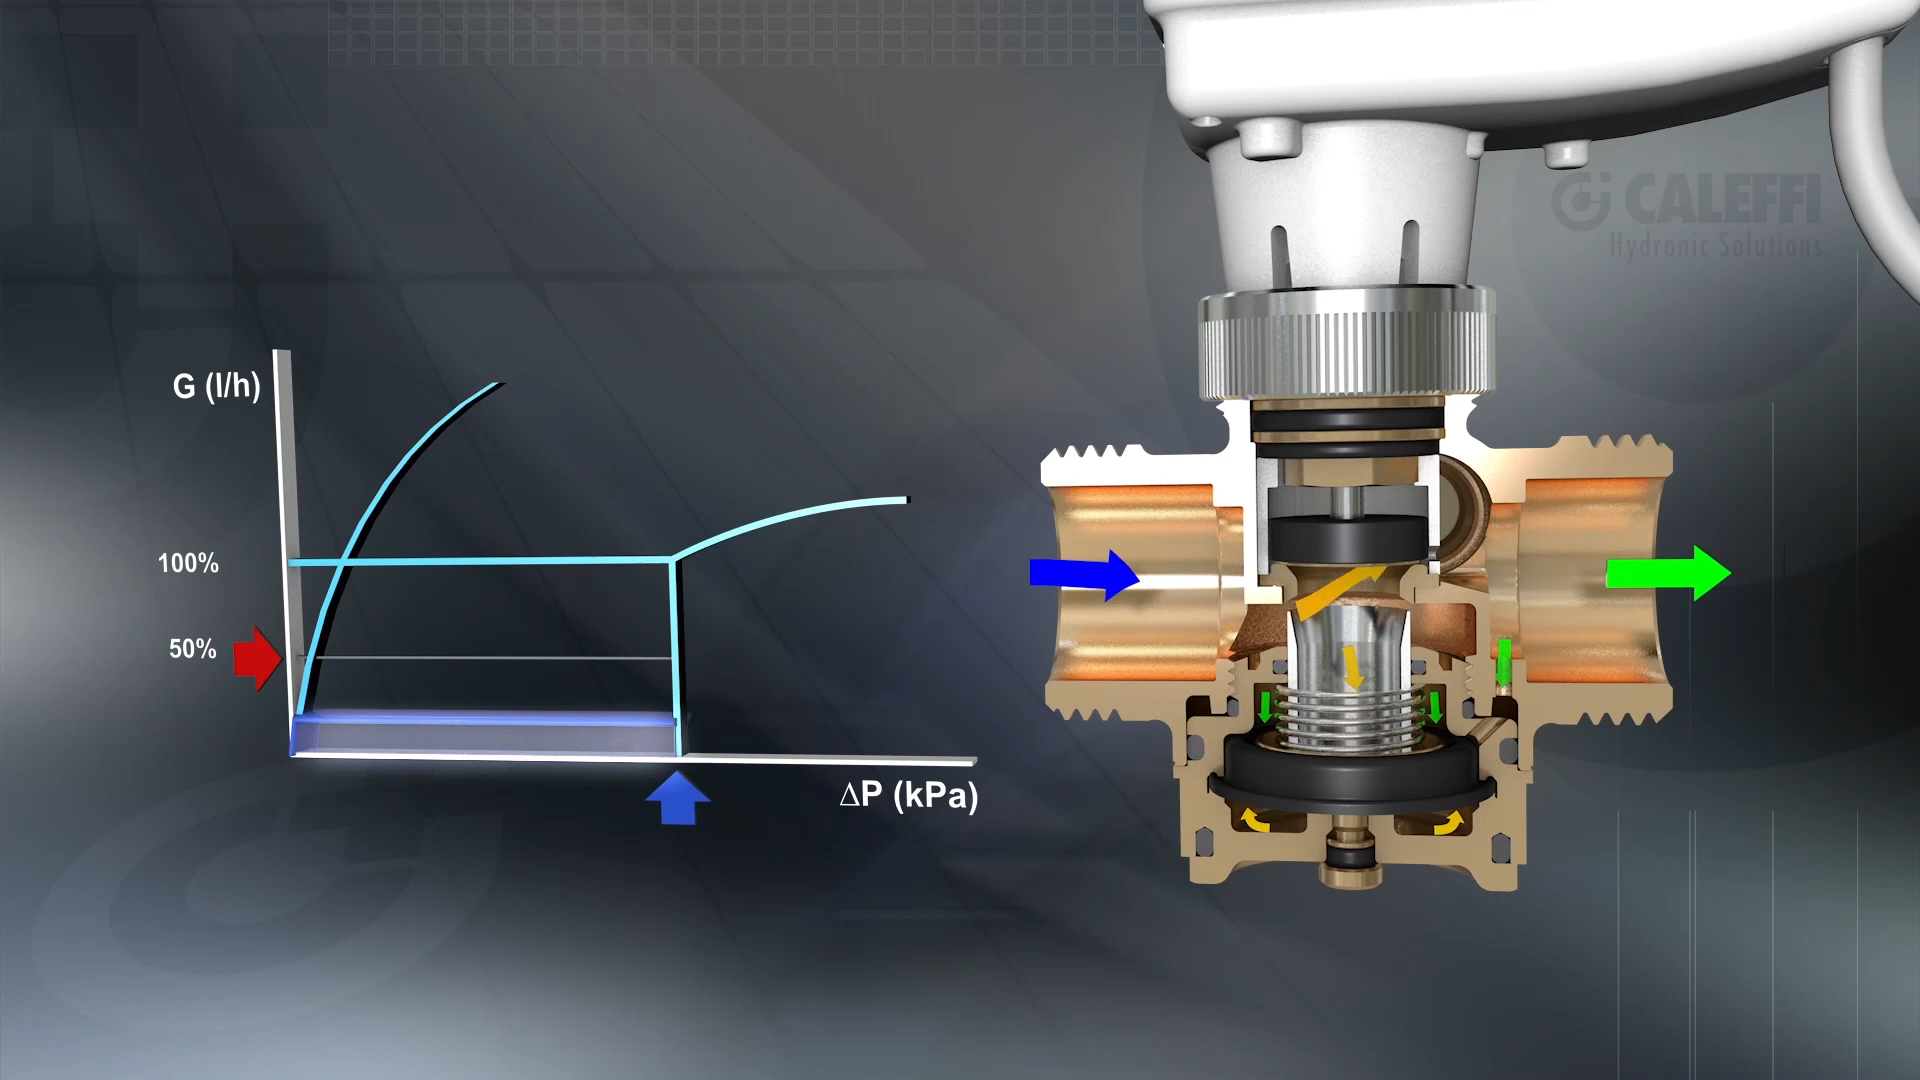 CALEFFI
Hydronic Solutions
G (l/h)
100%
50%
ΔP (kPa)